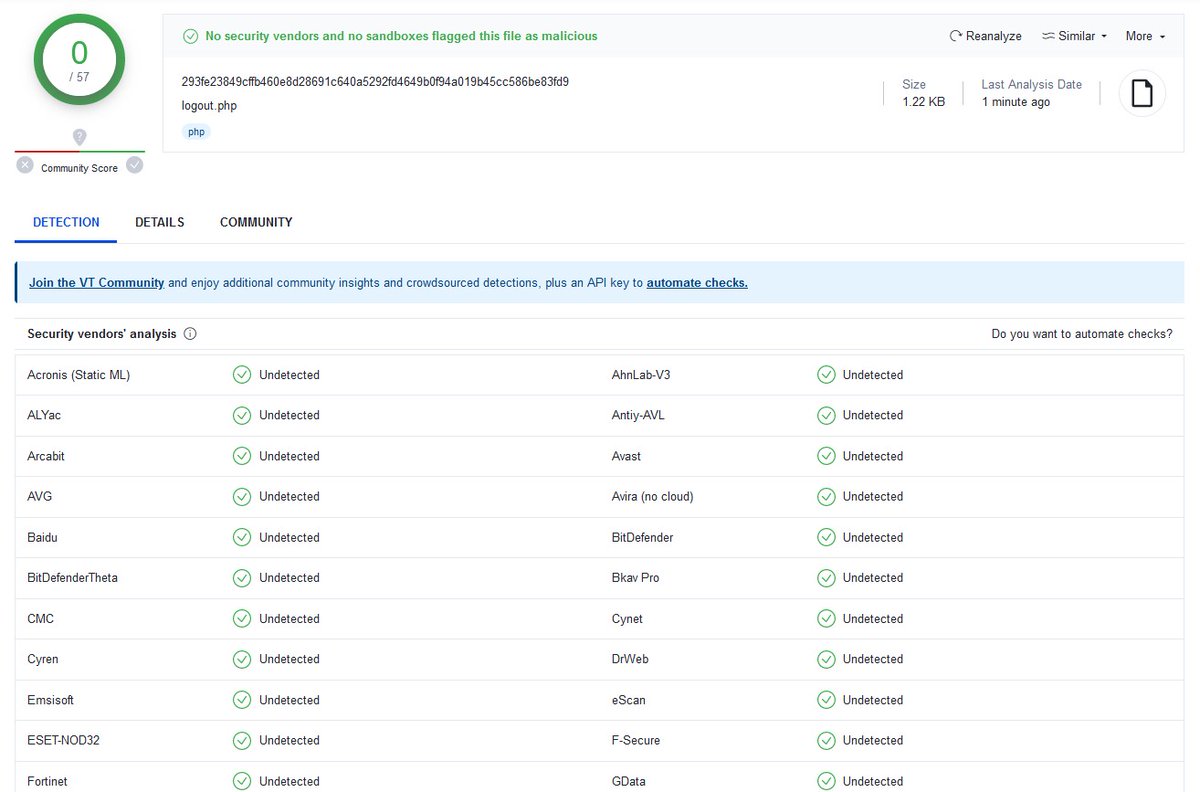 0
/ 57
Community Score
No security vendors and no sandboxes flagged this file as malicious
Reanalyze Similar More
293fe23849cffb460e8d28691c640a5292fd4649b0f94a019b45cc586be83fd9
logout.php
php
Size
1.22 KB
Last Analysis Date
1 minute ago
DETECTION DETAILS COMMUNITY
Join the VT Community and enjoy additional community insights and crowdsourced detections, plus an API key to automate checks.
Security vendors' analysis Do you want to automate checks?
Acronis (Static ML) Undetected AhnLab-V3 Undetected
ALYac Undetected Antiy-AVL Undetected
Arcabit Undetected Avast Undetected
AVG Undetected Avira (no cloud) Undetected
Baidu Undetected BitDefender Undetected
BitDefenderTheta Undetected Bkav Pro Undetected
CMC Undetected Cynet Undetected
Cyren Undetected DrWeb Undetected
Emsisoft Undetected eScan Undetected
ESET-NOD32 Undetected F-Secure Undetected
Fortinet Undetected GData Undetected